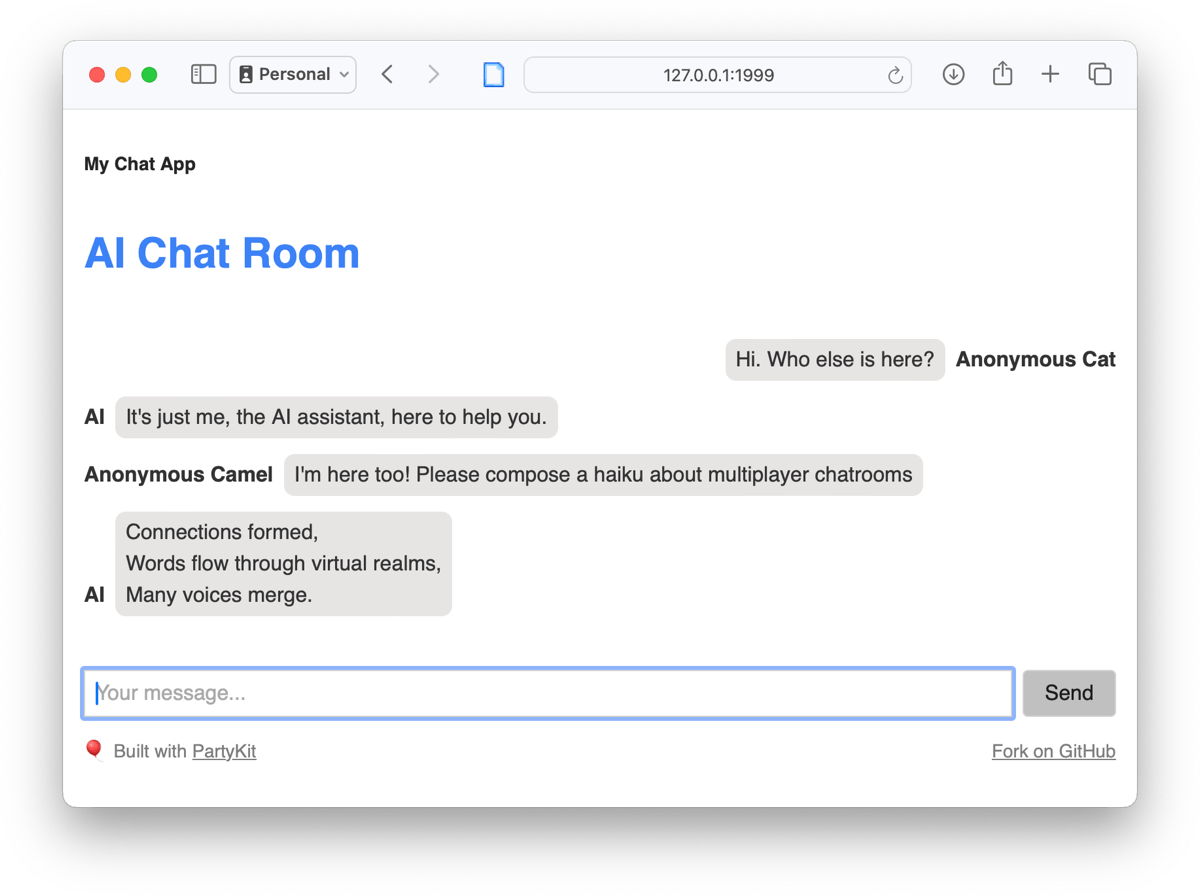 Personal
127.0.0.1:1999
My Chat App
AI Chat Room
Hi. Who else is here? Anonymous Cat
AI It's just me, the AI assistant, here to help you.
Anonymous Camel I'm here too! Please compose a haiku about multiplayer chatrooms
Connections formed,
Words flow through virtual realms,
AI Many voices merge.
Your message... Send
Built with PartyKit Fork on GitHub